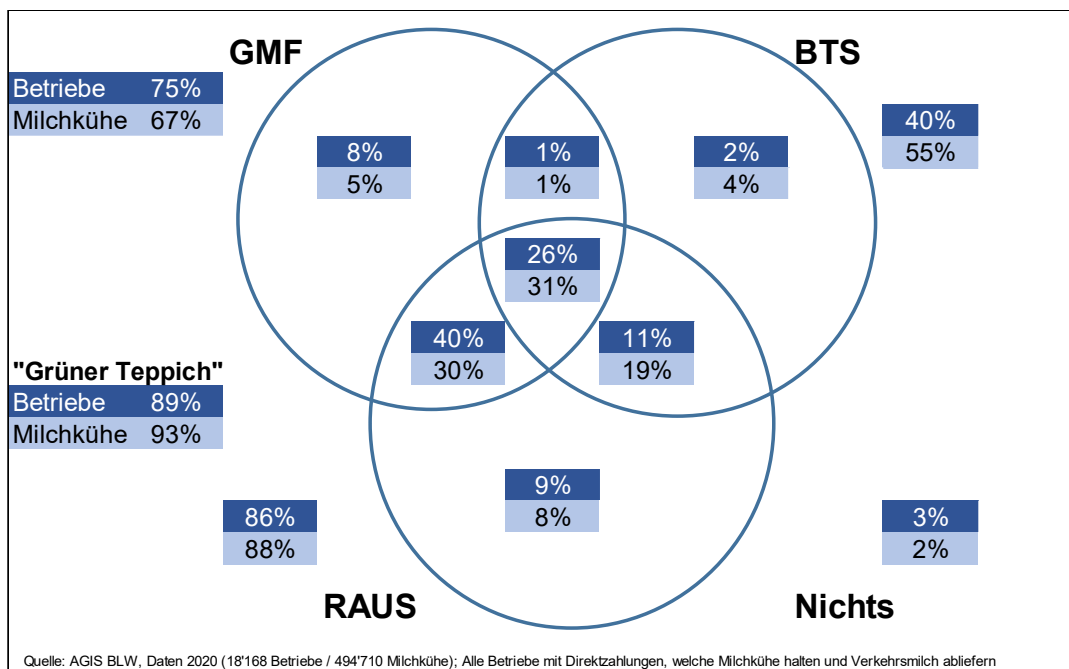 GMF
BTS
Betriebe 75%
Milchkühe 67%
40%
55%
8%
5%
1%
1%
2%
4%
26%
31%
40%
30%
11%
19%
"Grüner Teppich"
Betriebe 89%
Milchkühe 93%
9%
8%
86%
88%
3%
2%
RAUS
Nichts
Quelle: AGIS BLW, Daten 2020 (18'168 Betriebe / 494'710 Milchkühe); Alle Betriebe mit Direktzahlungen, welche Milchkühe halten und Verkehrsmilch abliefern